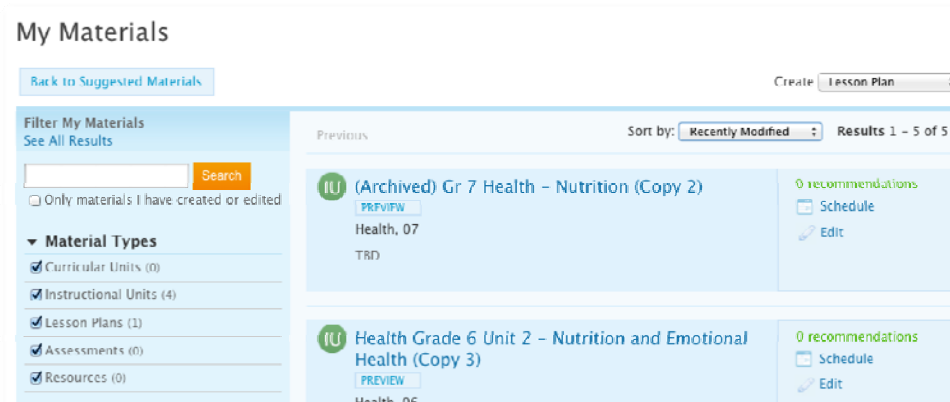 My Materials
Back to Suggested Materials
Create Lesson Plan
Filter My Materials
See All Results
Search
Only materials I have created or edited
Material Types
Curricular Units (0)
Instructional Units (4)
Lesson Plans (1)
Assessments (0)
Resources (0)
Previous
Sort by: Recently Modified Results 1 – 5 of 5
IU (Archived) Gr 7 Health – Nutrition (Copy 2)
PREVIEW
Health, 07
TBD
0 recommendations
Schedule
Edit
IU Health Grade 6 Unit 2 – Nutrition and Emotional
Health (Copy 3)
PREVIEW
Health, 06
0 recommendations
Schedule
Edit